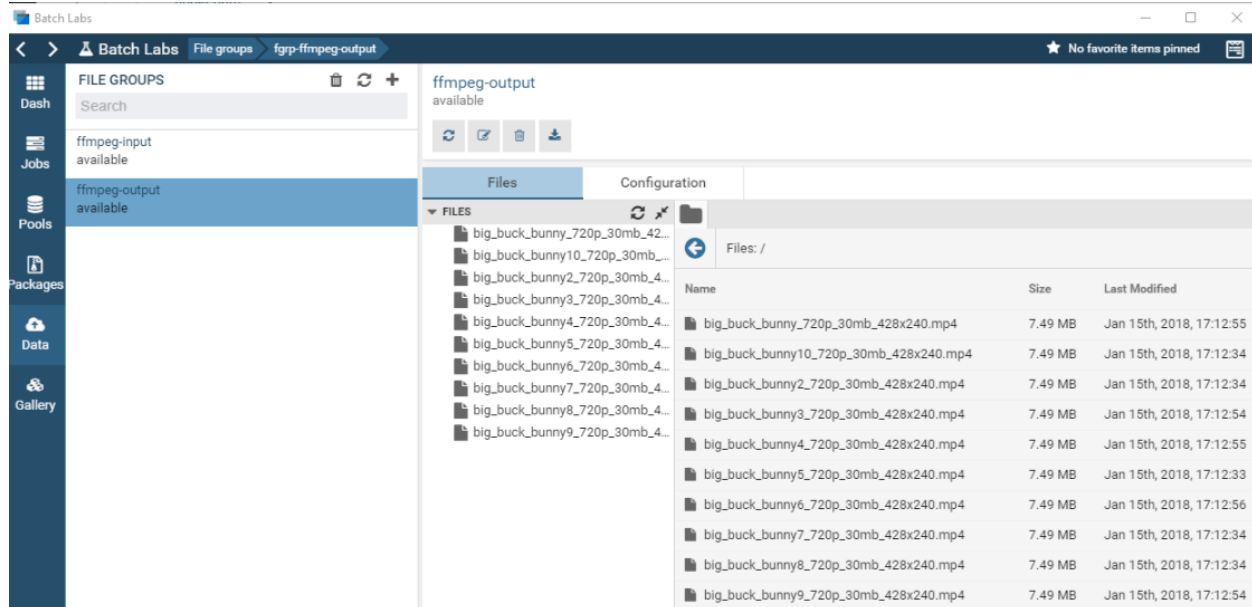 Batch Labs
Batch Labs File groups fgrp-ffmpeg-output No favorite items pinned
Dash
Jobs
Pools
Packages
Data
Gallery
FILE GROUPS
Search
ffmpeg-input
available
ffmpeg-output
available
ffmpeg-output
available
Files Configuration
FILES
big_buck_bunny_720p_30mb_42...
big_buck_bunny10_720p_30mb_...
big_buck_bunny2_720p_30mb_4...
big_buck_bunny3_720p_30mb_4...
big_buck_bunny4_720p_30mb_4...
big_buck_bunny5_720p_30mb_4...
big_buck_bunny6_720p_30mb_4...
big_buck_bunny7_720p_30mb_4...
big_buck_bunny8_720p_30mb_4...
big_buck_bunny9_720p_30mb_4...
Files: /
Name Size Last Modified
big_buck_bunny_720p_30mb_428x240.mp4 7.49 MB Jan 15th, 2018, 17:12:55
big_buck_bunny10_720p_30mb_428x240.mp4 7.49 MB Jan 15th, 2018, 17:12:34
big_buck_bunny2_720p_30mb_428x240.mp4 7.49 MB Jan 15th, 2018, 17:12:34
big_buck_bunny3_720p_30mb_428x240.mp4 7.49 MB Jan 15th, 2018, 17:12:54
big_buck_bunny4_720p_30mb_428x240.mp4 7.49 MB Jan 15th, 2018, 17:12:55
big_buck_bunny5_720p_30mb_428x240.mp4 7.49 MB Jan 15th, 2018, 17:12:33
big_buck_bunny6_720p_30mb_428x240.mp4 7.49 MB Jan 15th, 2018, 17:12:56
big_buck_bunny7_720p_30mb_428x240.mp4 7.49 MB Jan 15th, 2018, 17:12:34
big_buck_bunny8_720p_30mb_428x240.mp4 7.49 MB Jan 15th, 2018, 17:12:34
big_buck_bunny9_720p_30mb_428x240.mp4 7.49 MB Jan 15th, 2018, 17:12:54